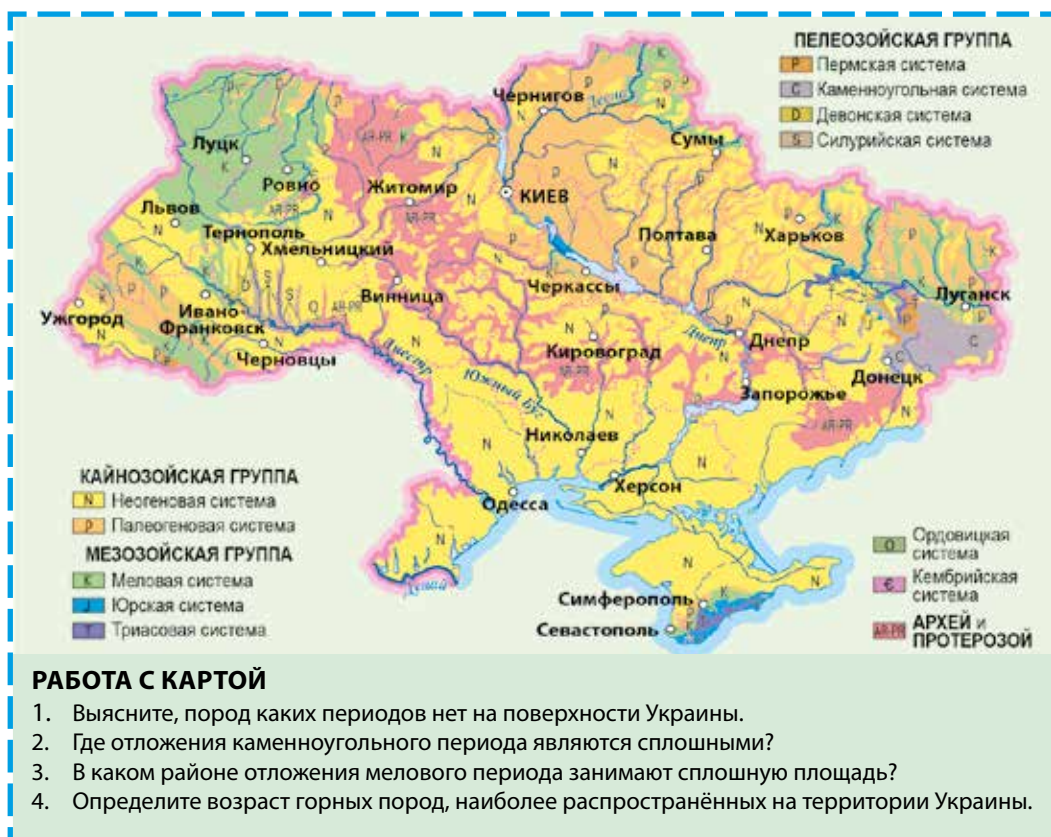 ПЕЛЕОЗОЙСКАЯ ГРУППА
P Пермская система
C Каменноугольная система
D Девонская система
S Силурийская система
Чернигов
Десна
Сумы
Луцк
Ровно
Житомир
КИЕВ
Львов
Тернополь
Хмельницкий
Полтава
Харьков
Черкассы
Винница
Луганск
Ужгород
Ивано-
Франковск
Черновцы
Днестр
Южный Буг
Кировоград
Днепр
Днепр
Донецк
Запорожье
Николаев
Херсон
Одесса
Дунай
КАЙНОЗОЙСКАЯ ГРУППА
N Неогеновая система
P Палеогеновая система
МЕЗОЗОЙСКАЯ ГРУППА
K Меловая система
J Юрская система
T Триасовая система
Симферополь
Севастополь
O Ордовицкая
система
Є Кембрийская
система
AR-PR АРХЕЙ и
ПРОТЕРОЗОЙ
РАБОТА С КАРТОЙ
1. Выясните, пород каких периодов нет на поверхности Украины.
2. Где отложения каменноугольного периода являются сплошными?
3. В каком районе отложения мелового периода занимают сплошную площадь?
4. Определите возраст горных пород, наиболее распространённых на территории Украины.